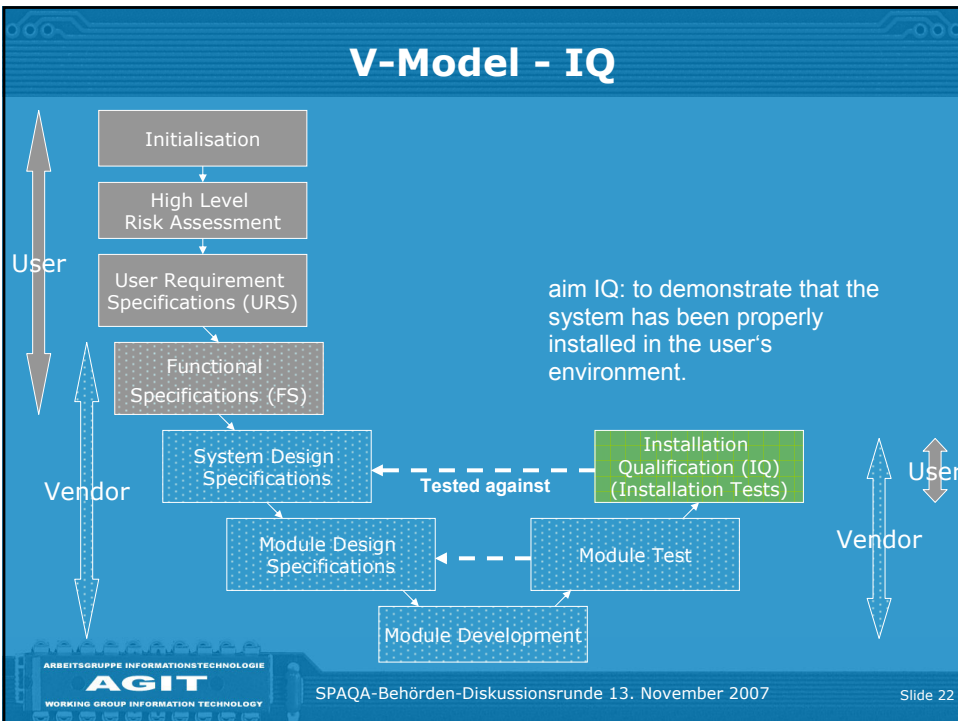 V-Model - IQ
Initialisation
High Level
Risk Assessment
User
User Requirement
Specifications (URS)
aim IQ: to demonstrate that the
system has been properly
installed in the user‘s
environment.
Functional
Specifications (FS)
Vendor
System Design
Specifications
Tested against
Installation
Qualification (IQ)
(Installation Tests)
User
Vendor
Module Design
Specifications
Module Test
Module Development
ARBEITSGRUPPE INFORMATIONSTECHNOLOGIE
AGIT
WORKING GROUP INFORMATION TECHNOLOGY
SPAQA-Behörden-Diskussionsrunde 13. November 2007
Slide 22